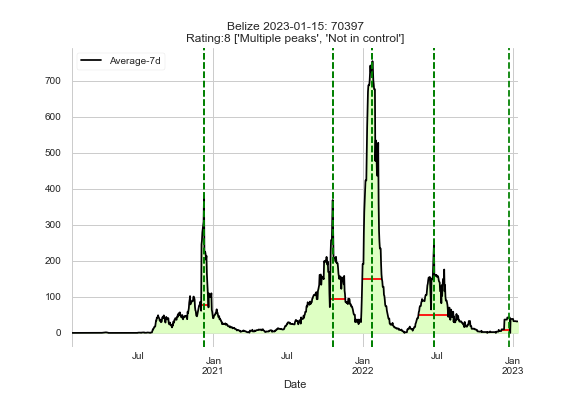 Belize 2023-01-15: 70397
Rating:8 ['Multiple peaks', 'Not in control']
Average-7d
700
600
500
400
300
200
100
0
Jul
Jan
2021
Jul
Jan
2022
Jul
Jan
2023
Date